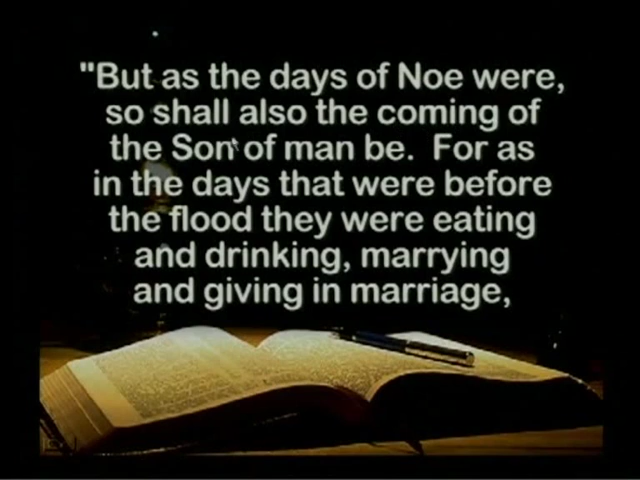 "But as the days of Noe were,
so shall also the coming of
the Son of man be.  For as
in the days that were before
the flood they were eating
and drinking, marrying
and giving in marriage,